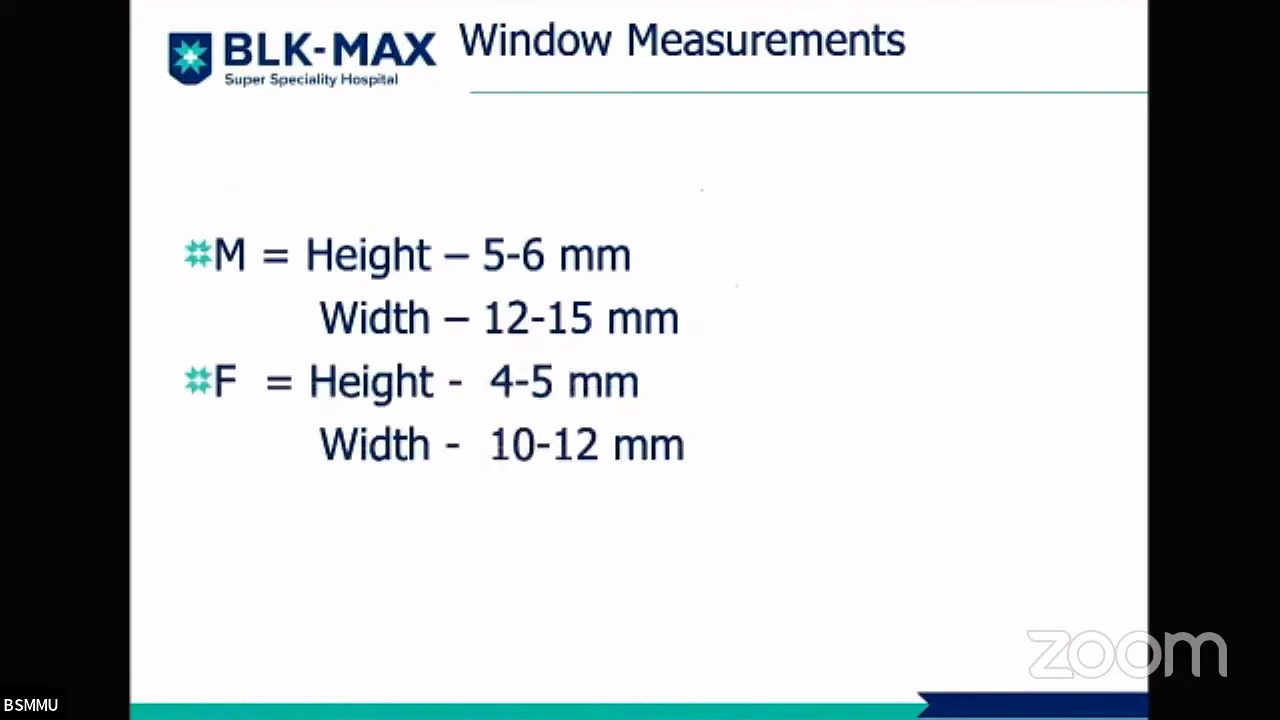 BLK-MAX
Super Speciality Hospital
Window Measurements
M = Height – 5-6 mm
Width – 12-15 mm
F = Height - 4-5 mm
Width - 10-12 mm
zoom
BSMMU